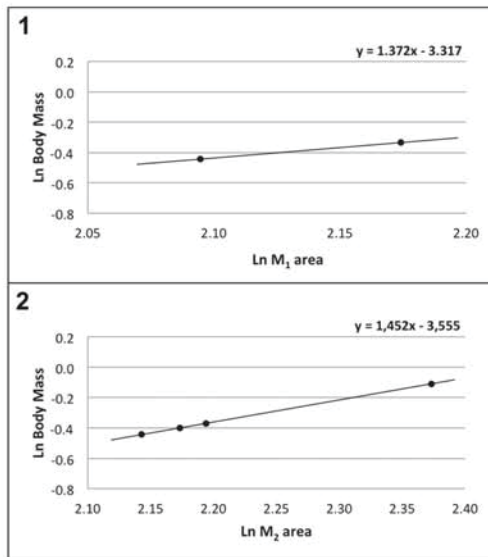 1
y = 1.372x - 3.317
0.2
0.0
-0.2
-0.4
-0.6
-0.8
Ln Body Mass
2.05 2.10 2.15 2.20
Ln M₁ area
2
y = 1,452x - 3,555
0.2
0.0
-0.2
-0.4
-0.6
-0.8
Ln Body Mass
2.10 2.15 2.20 2.25 2.30 2.35 2.40
Ln M₂ area